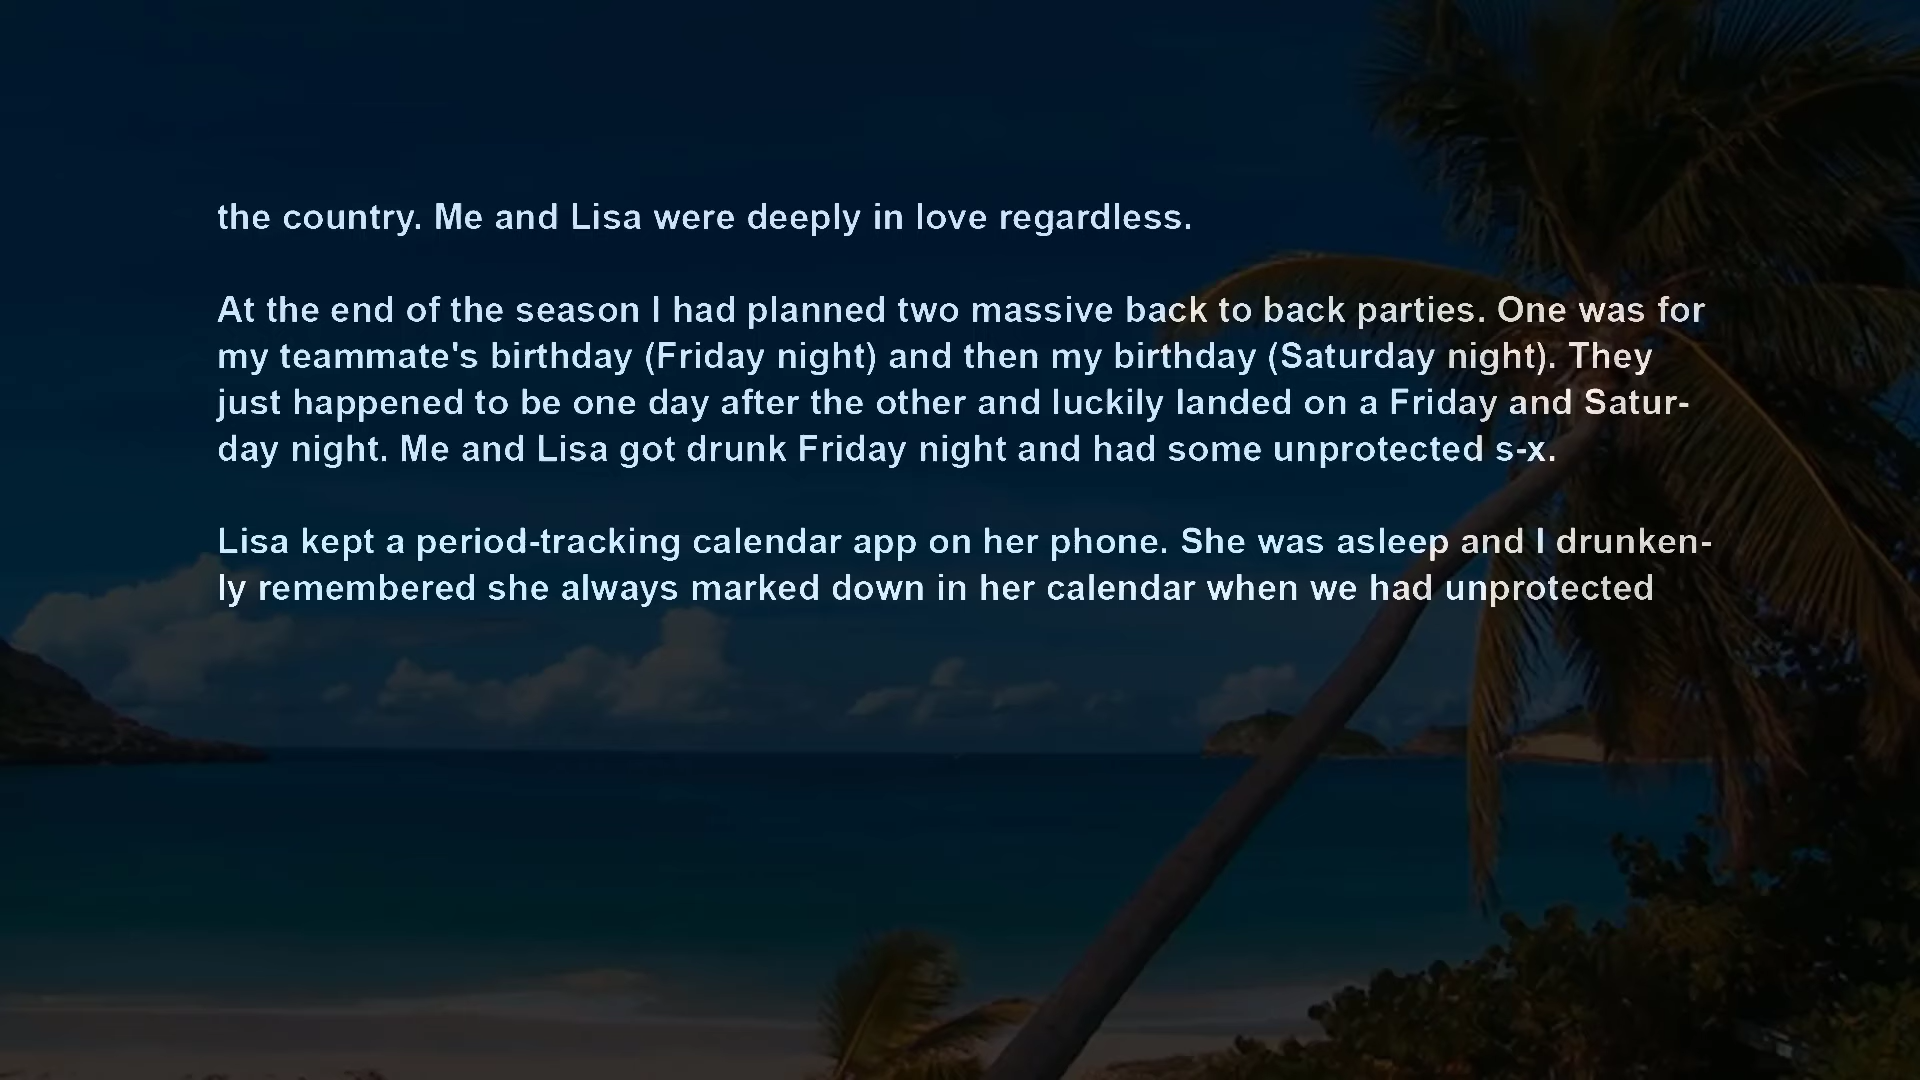 the country. Me and Lisa were deeply in love regardless.
At the end of the season I had planned two massive back to back parties. One was for
my teammate's birthday (Friday night) and then my birthday (Saturday night). They
just happened to be one day after the other and luckily landed on a Friday and Satur-
day night. Me and Lisa got drunk Friday night and had some unprotected s-x.
Lisa kept a period-tracking calendar app on her phone. She was asleep and I drunken-
ly remembered she always marked down in her calendar when we had unprotected